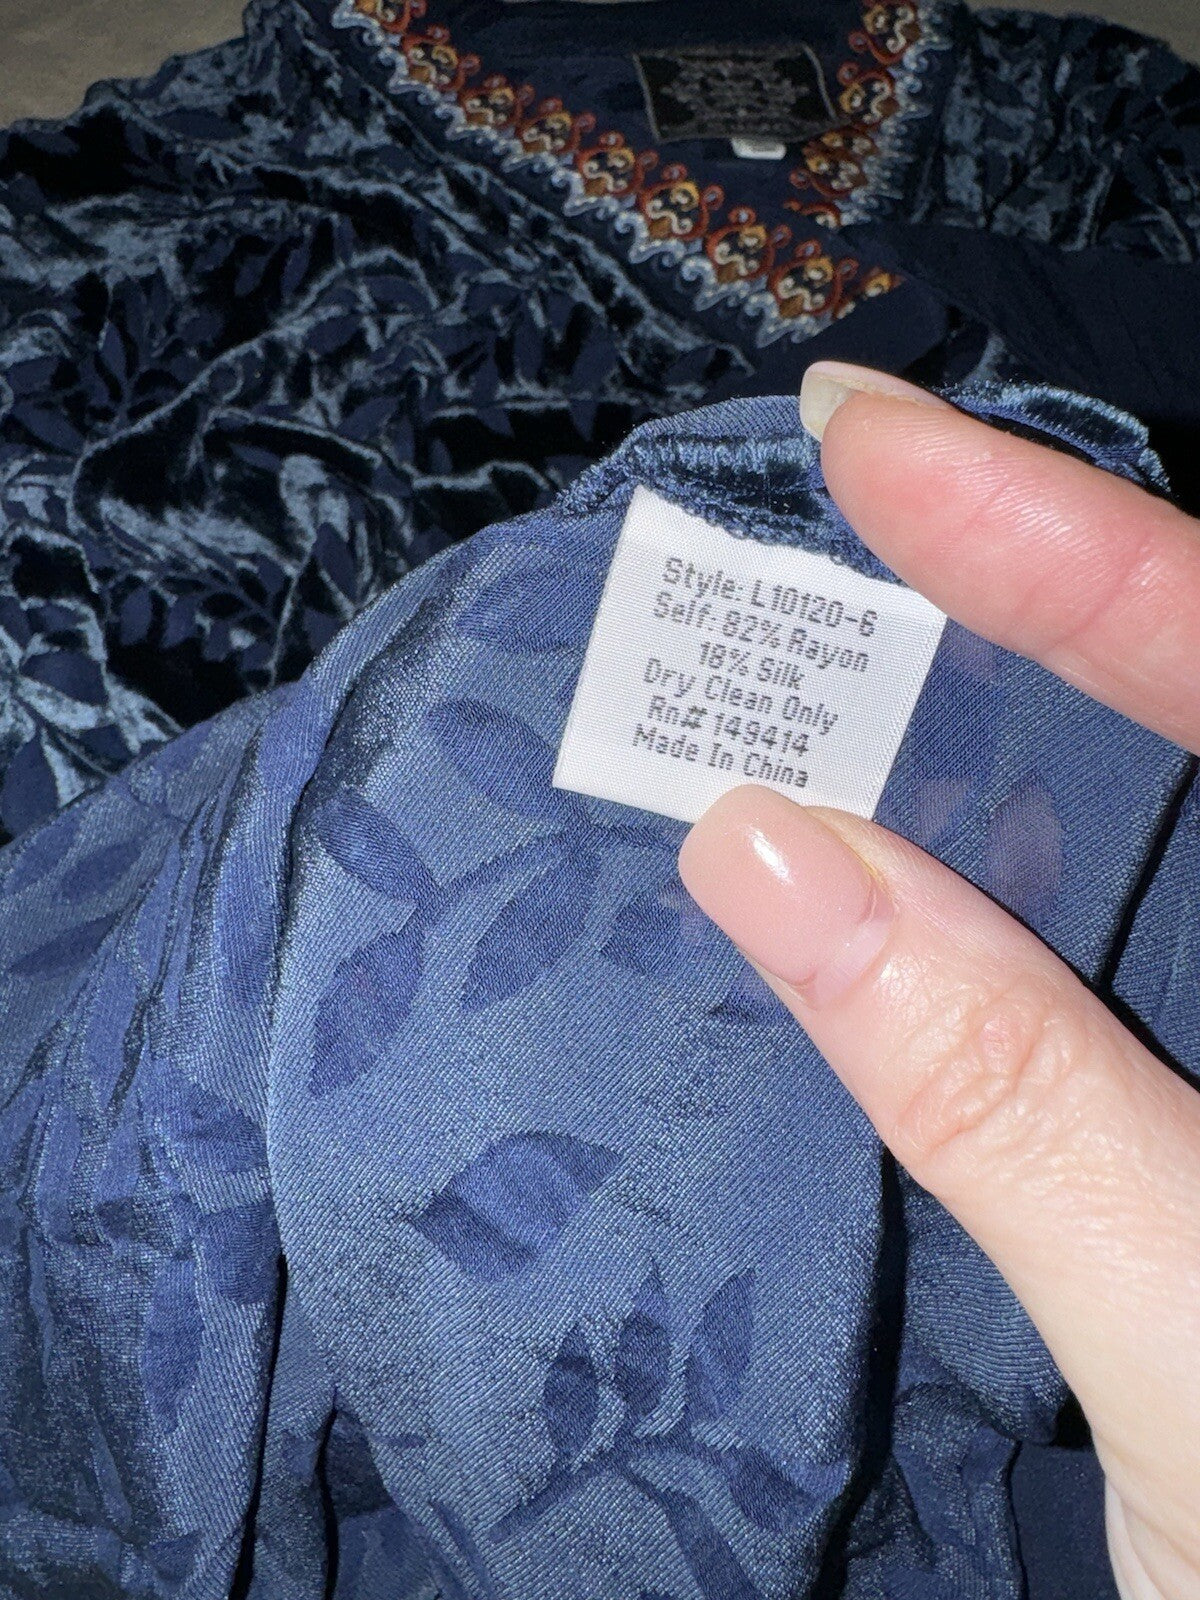 Style: L10120-6
Self: 82% Rayon
18% Silk
Dry Clean Only
Rn# 149414
Made In China